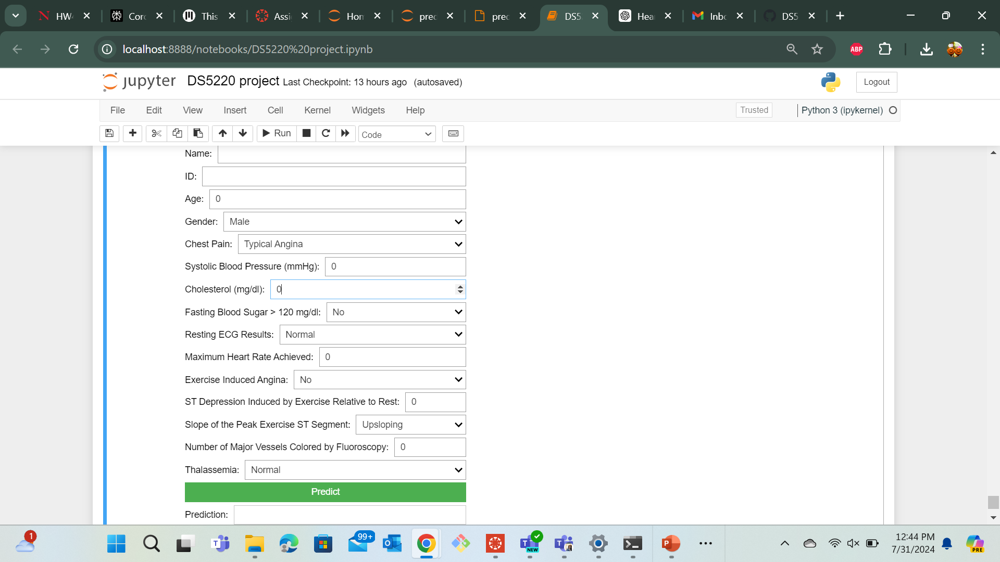 HW
Cor
This
Assi
Hon
prec
prec
DS5
Hea
Inbc
DS5
localhost:8888/notebooks/DS5220%20project.ipynb
ABP
jupyter DS5220 project Last Checkpoint: 13 hours ago (autosaved)
Logout
File Edit View Insert Cell Kernel Widgets Help
Trusted
Python 3 (ipykernel)
Run
Code
Name:
ID:
Age: 0
Gender: Male
Chest Pain: Typical Angina
Systolic Blood Pressure (mmHg): 0
Cholesterol (mg/dl): 0
Fasting Blood Sugar > 120 mg/dl: No
Resting ECG Results: Normal
Maximum Heart Rate Achieved: 0
Exercise Induced Angina: No
ST Depression Induced by Exercise Relative to Rest: 0
Slope of the Peak Exercise ST Segment: Upsloping
Number of Major Vessels Colored by Fluoroscopy: 0
Thalassemia: Normal
Predict
Prediction:
1
99+
NEW
12:44 PM
7/31/2024
PRE